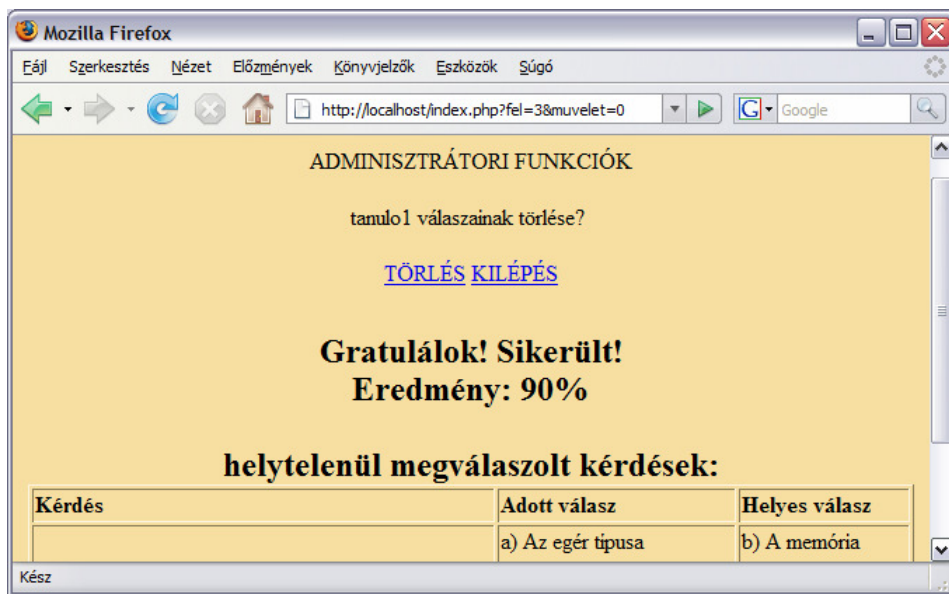 Mozilla Firefox
Fájl Szerkesztés Nézet Előzmények Könyvjelzők Eszközök Súgó
http://localhost/index.php?fel=3&muvelet=0 G Google
ADMINISZTRÁTORI FUNKCIÓK
tanulo1 válaszainak törlése?
TÖRLÉS KILÉPÉS
Gratulálok! Sikerült!
Eredmény: 90%
helytelenül megválaszolt kérdések:
Kérdés Adott válasz Helyes válasz
a) Az egér típusa b) A memória
Kész